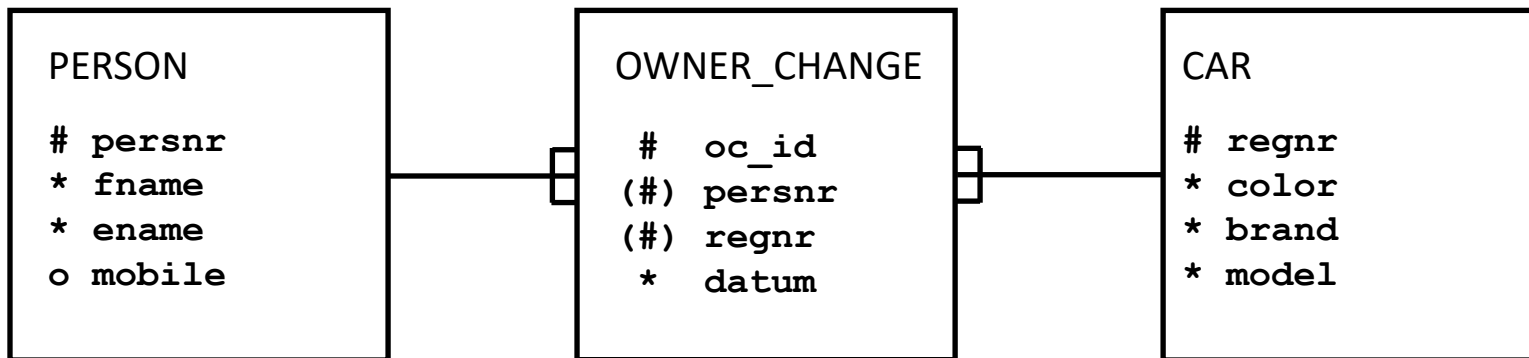 PERSON
# persnr
* fname
* ename
o mobile
OWNER_CHANGE
# oc_id
(#) persnr
(#) regnr
* datum
CAR
# regnr
* color
* brand
* model